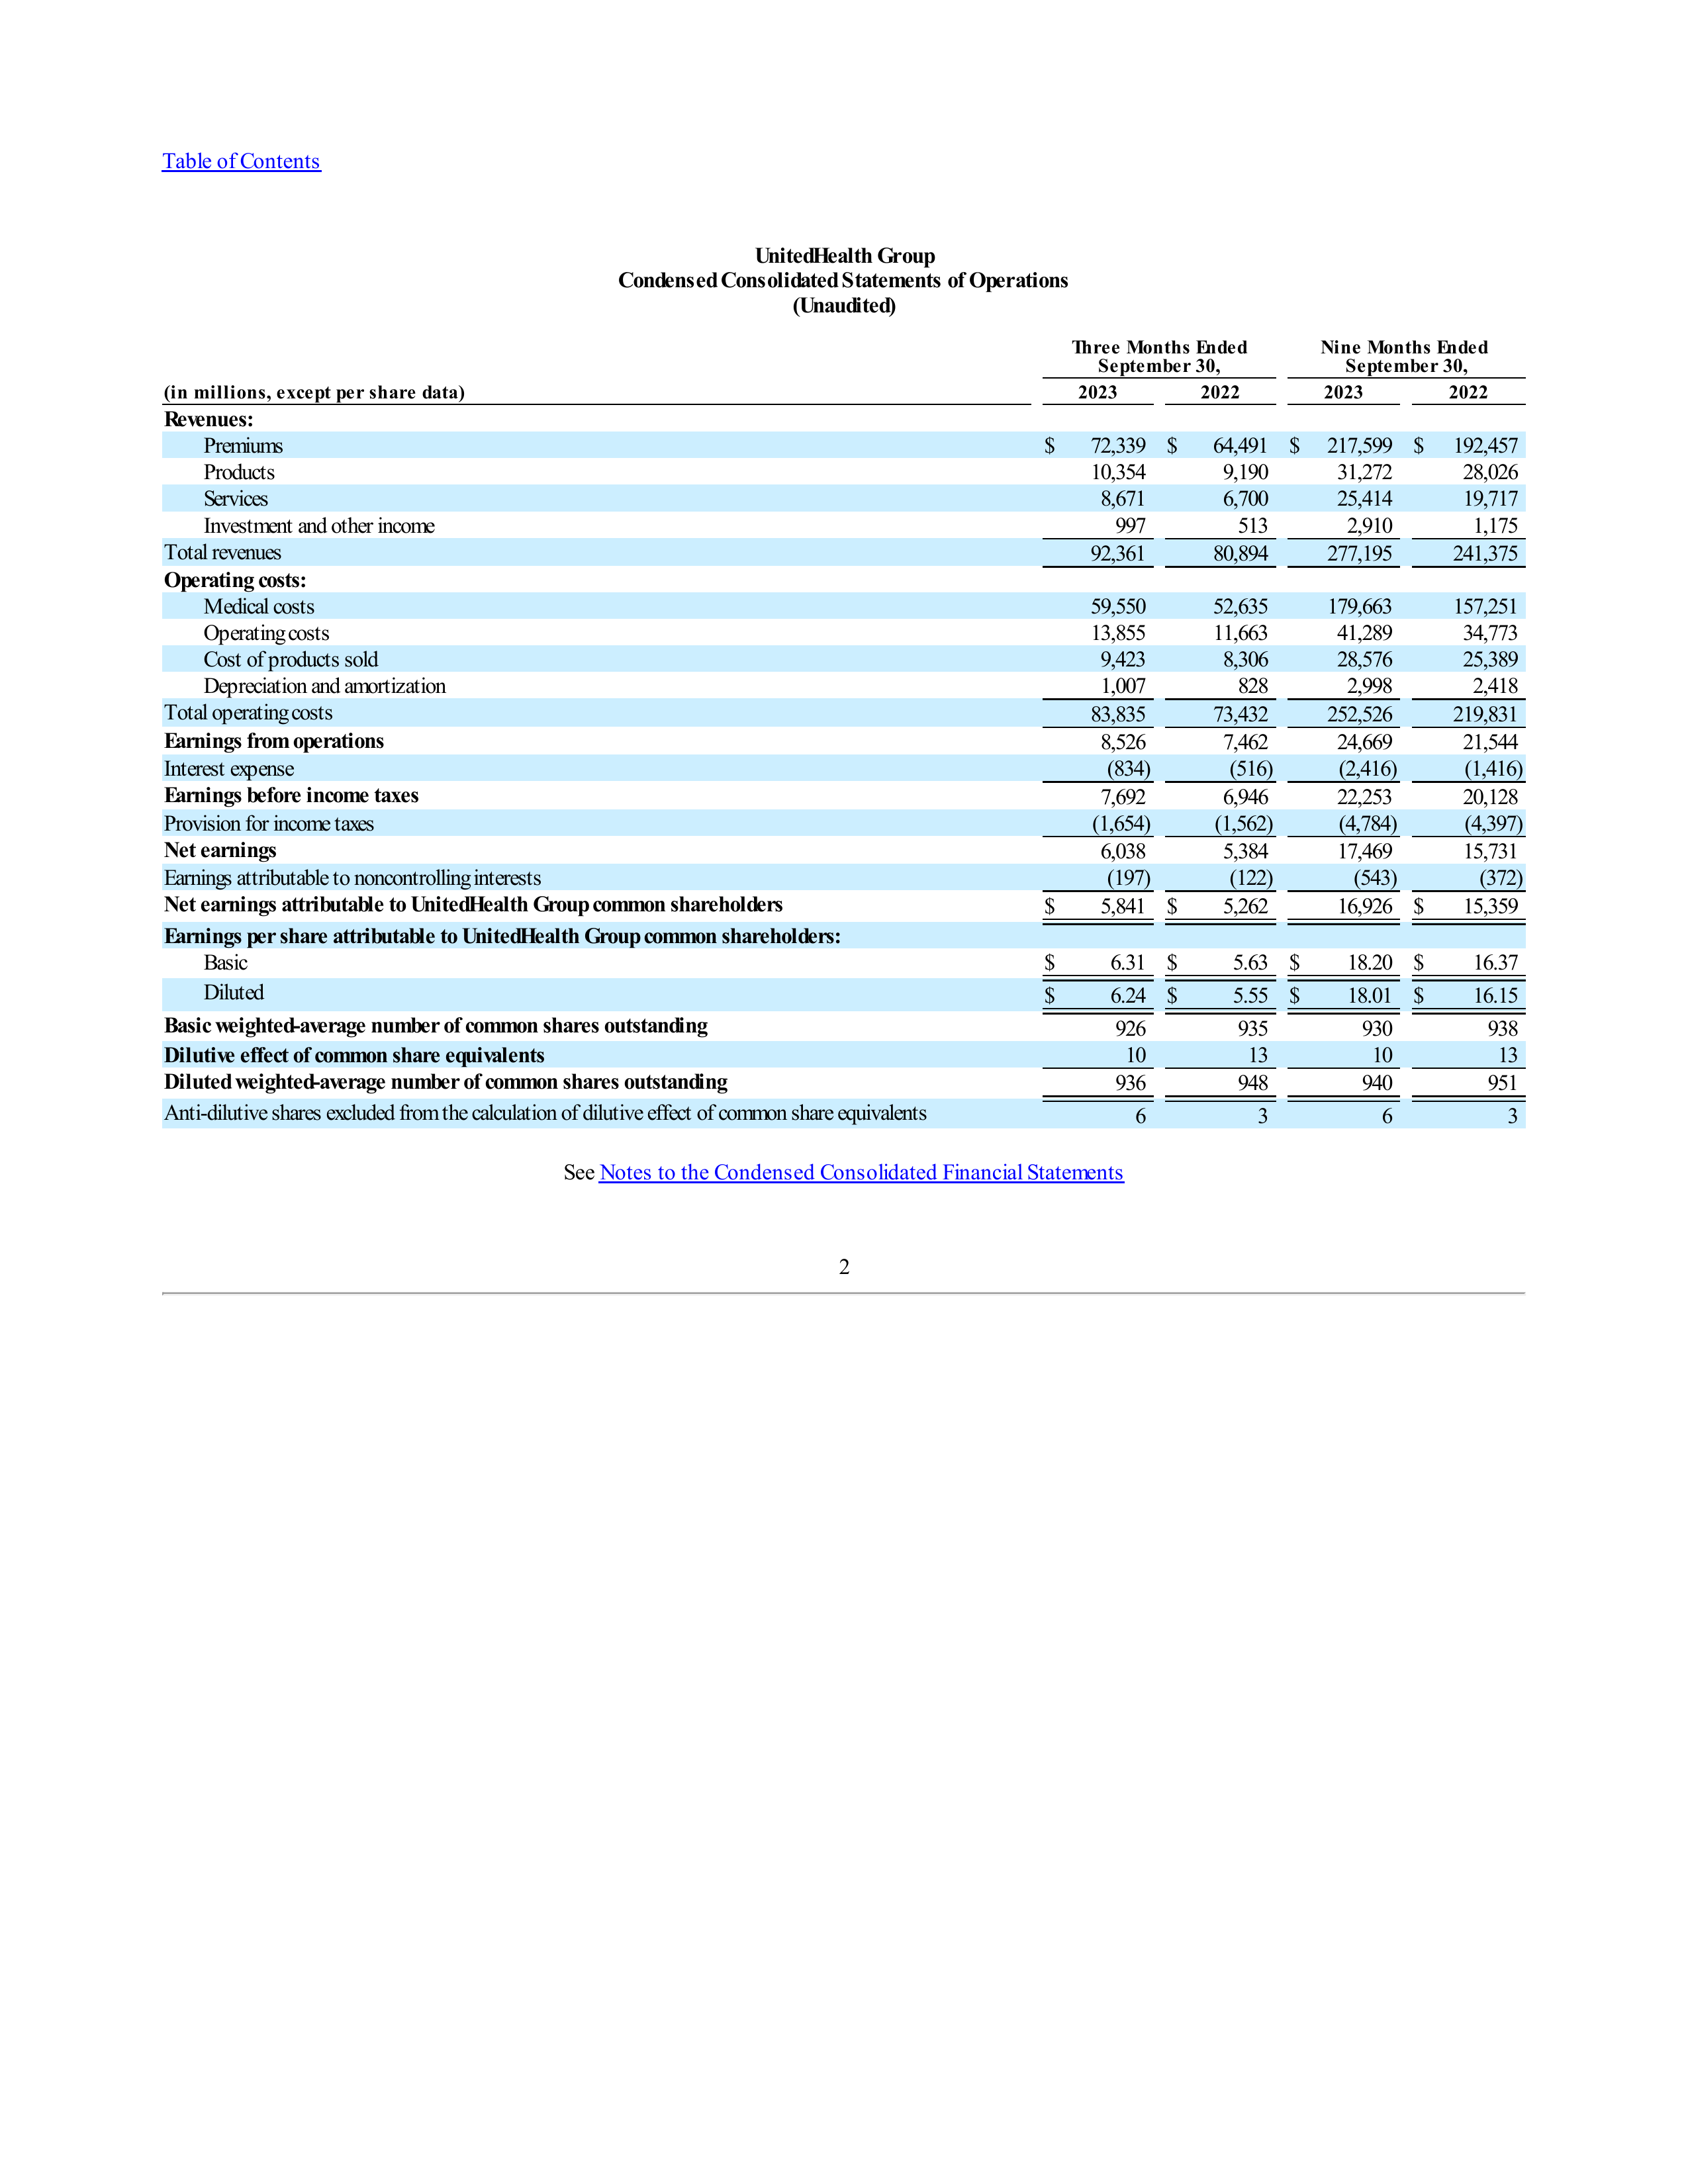 Table of Contents
UnitedHealth Group
Condensed Consolidated Statements of Operations
(Unaudited)
Three Months Ended September 30, Nine Months Ended September 30,
(in millions, except per share data) 2023 2022 2023 2022
Revenues:
Premiums $ 72,339 $ 64,491 $ 217,599 $ 192,457
Products 10,354 9,190 31,272 28,026
Services 8,671 6,700 25,414 19,717
Investment and other income 997 513 2,910 1,175
Total revenues 92,361 80,894 277,195 241,375
Operating costs:
Medical costs 59,550 52,635 179,663 157,251
Operating costs 13,855 11,663 41,289 34,773
Cost of products sold 9,423 8,306 28,576 25,389
Depreciation and amortization 1,007 828 2,998 2,418
Total operating costs 83,835 73,432 252,526 219,831
Earnings from operations 8,526 7,462 24,669 21,544
Interest expense (834) (516) (2,416) (1,416)
Earnings before income taxes 7,692 6,946 22,253 20,128
Provision for income taxes (1,654) (1,562) (4,784) (4,397)
Net earnings 6,038 5,384 17,469 15,731
Earnings attributable to noncontrolling interests (197) (122) (543) (372)
Net earnings attributable to UnitedHealth Group common shareholders $ 5,841 $ 5,262 16,926 $ 15,359
Earnings per share attributable to UnitedHealth Group common shareholders:
Basic $ 6.31 $ 5.63 $ 18.20 $ 16.37
Diluted $ 6.24 $ 5.55 $ 18.01 $ 16.15
Basic weighted-average number of common shares outstanding 926 935 930 938
Dilutive effect of common share equivalents 10 13 10 13
Diluted weighted-average number of common shares outstanding 936 948 940 951
Anti-dilutive shares excluded from the calculation of dilutive effect of common share equivalents 6 3 6 3
See Notes to the Condensed Consolidated Financial Statements
2